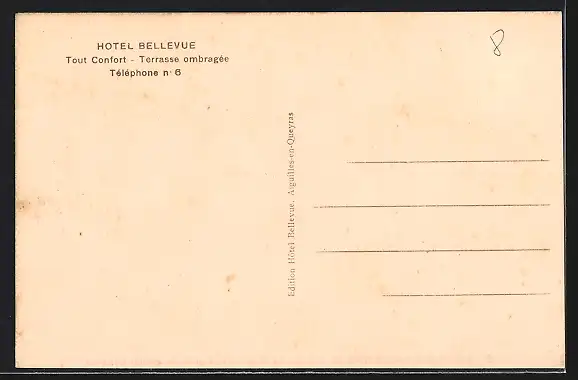 HOTEL BELLEVUE
Tout Confort - Terrasse ombragée
Téléphone n° 6
8
Edition Hôtel Bellevue, Aiguilles-en-Queyras